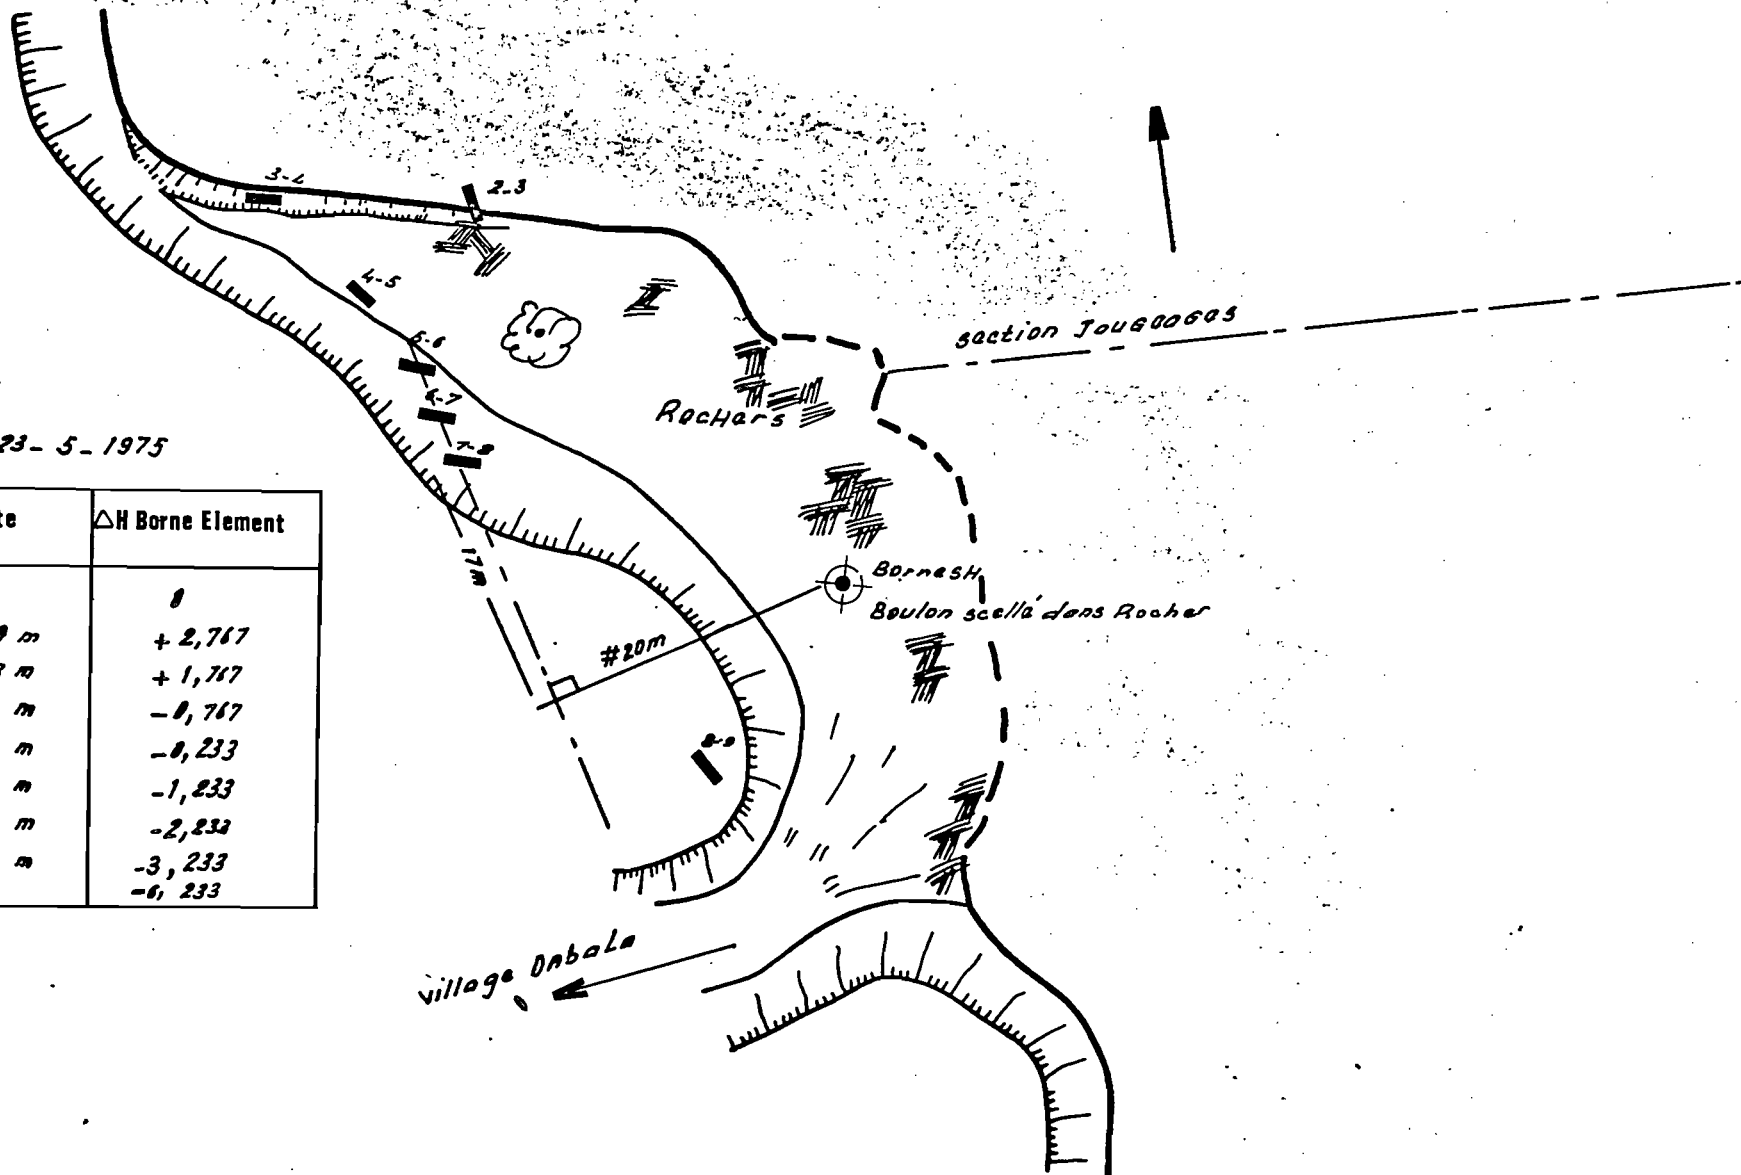 3-4
2-3
4-5
5-6
6-7
7-8
section Jougoogas
Rochers
23-5-1975
△H Borne Element
0
m + 2,767
m + 1,767
m - 0,767
m - 0,233
m - 1,233
m - 2,233
m - 3,233
- 6,233
17m
#20m
Borne SH
Boulon scellé dans Rocher
8-9
village Dabala